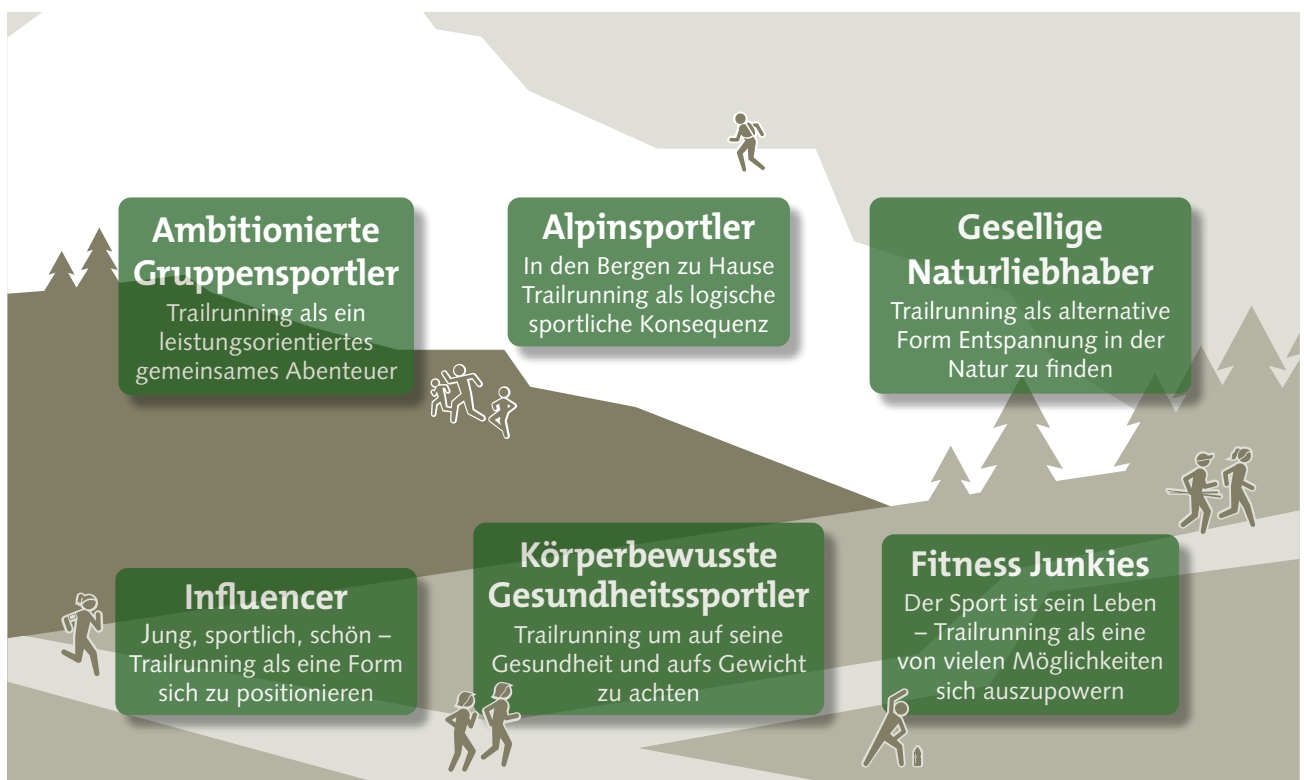 Ambitionierte
Gruppensportler
Trailrunning als ein
leistungsorientiertes
gemeinsames Abenteuer
Alpinsportler
In den Bergen zu Hause
Trailrunning als logische
sportliche Konsequenz
Gesellige
Naturliebhaber
Trailrunning als alternative
Form Entspannung in der
Natur zu finden
Influencer
Jung, sportlich, schön –
Trailrunning als eine Form
sich zu positionieren
Körperbewusste
Gesundheitssportler
Trailrunning um auf seine
Gesundheit und aufs Gewicht
zu achten
Fitness Junkies
Der Sport ist sein Leben
– Trailrunning als eine
von vielen Möglichkeiten
sich auszupowern